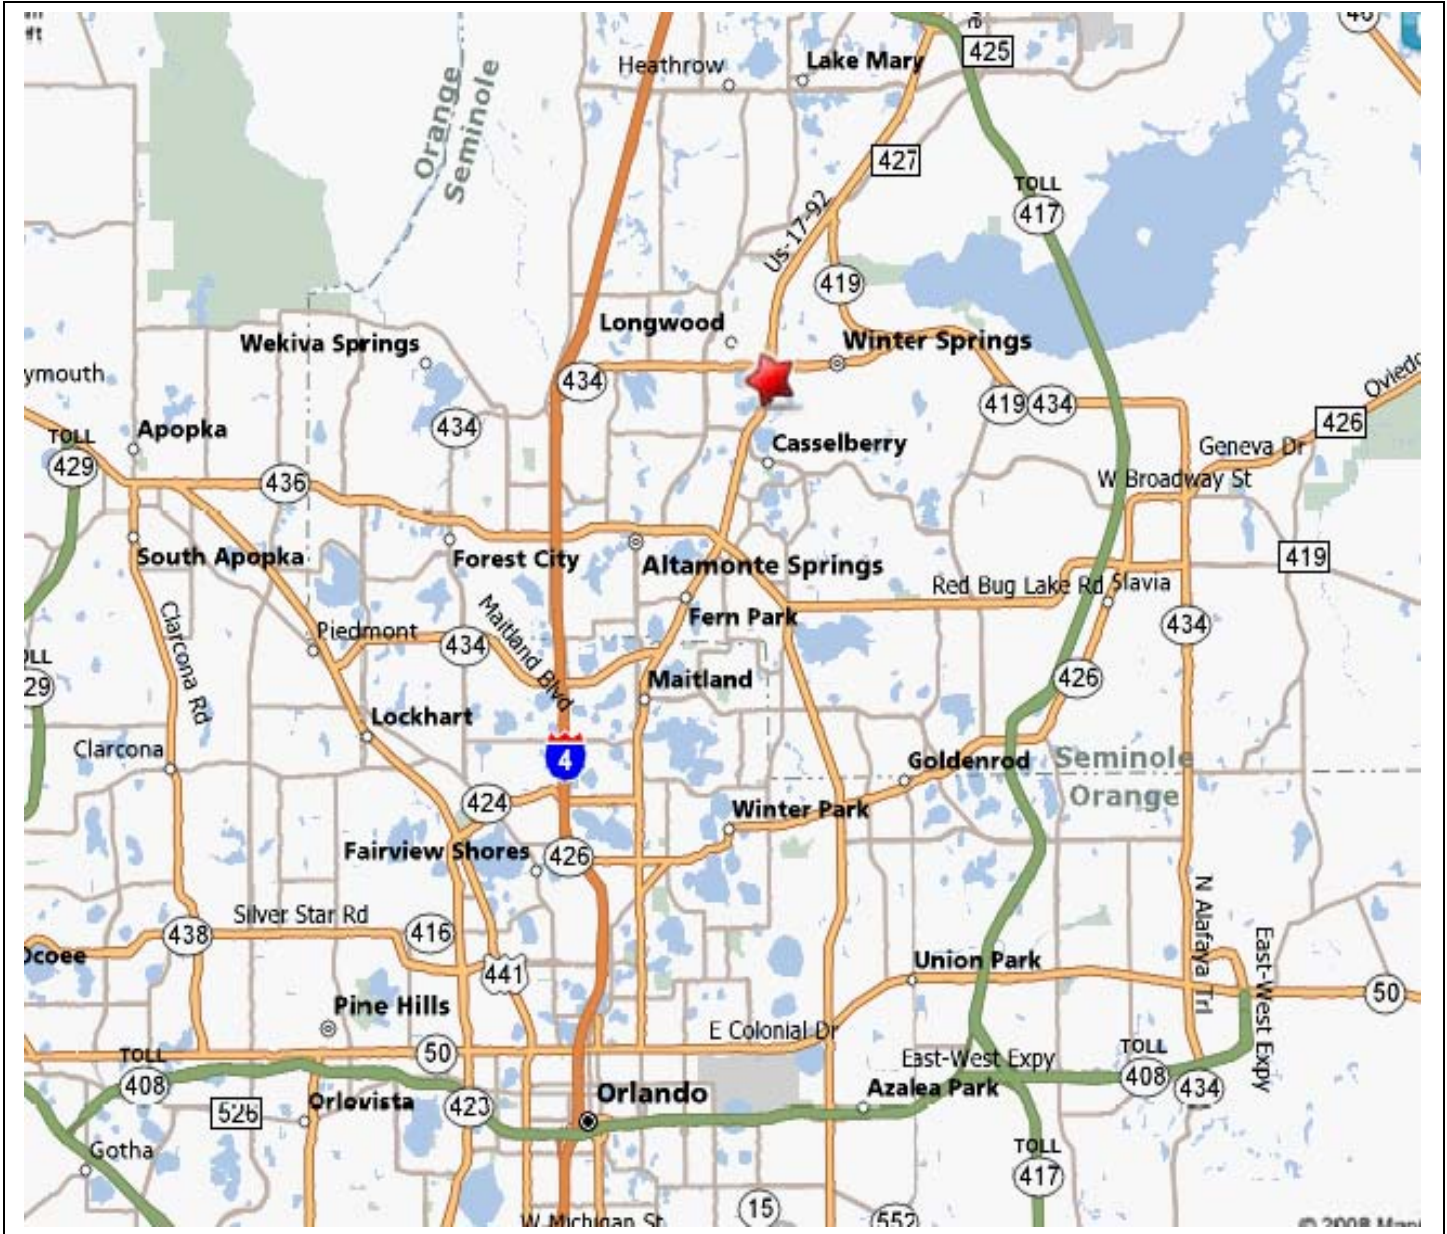 45
425
Heathrow
Lake Mary
Orange
Seminole
427
TOLL
417
Us-17-92
419
Longwood
Winter Springs
Wekiva Springs
ymouth
434
419
434
Oviedo
426
434
Apopka
TOLL
429
Casselberry
Geneva Dr
W Broadway St
436
South Apopka
Forest City
Altamonte Springs
419
Red Bug Lake Rd
Slavia
Maitland Blvd
Fern Park
Clarcona Rd
Piedmont
434
434
OLL
29
426
Maitland
Lockhart
Clarcona
4
Goldenrod
Seminole
Orange
424
Winter Park
Fairview Shores
426
N Alafaya Trl
Silver Star Rd
438
416
East-West Expy
Ocoee
441
Union Park
50
Pine Hills
E Colonial Dr
50
TOLL
408
East-West Expy
TOLL
408
434
Azalea Park
526
Orlovista
423
Orlando
Gotha
TOLL
417
15
552
W Michigan St
© 2008 Map